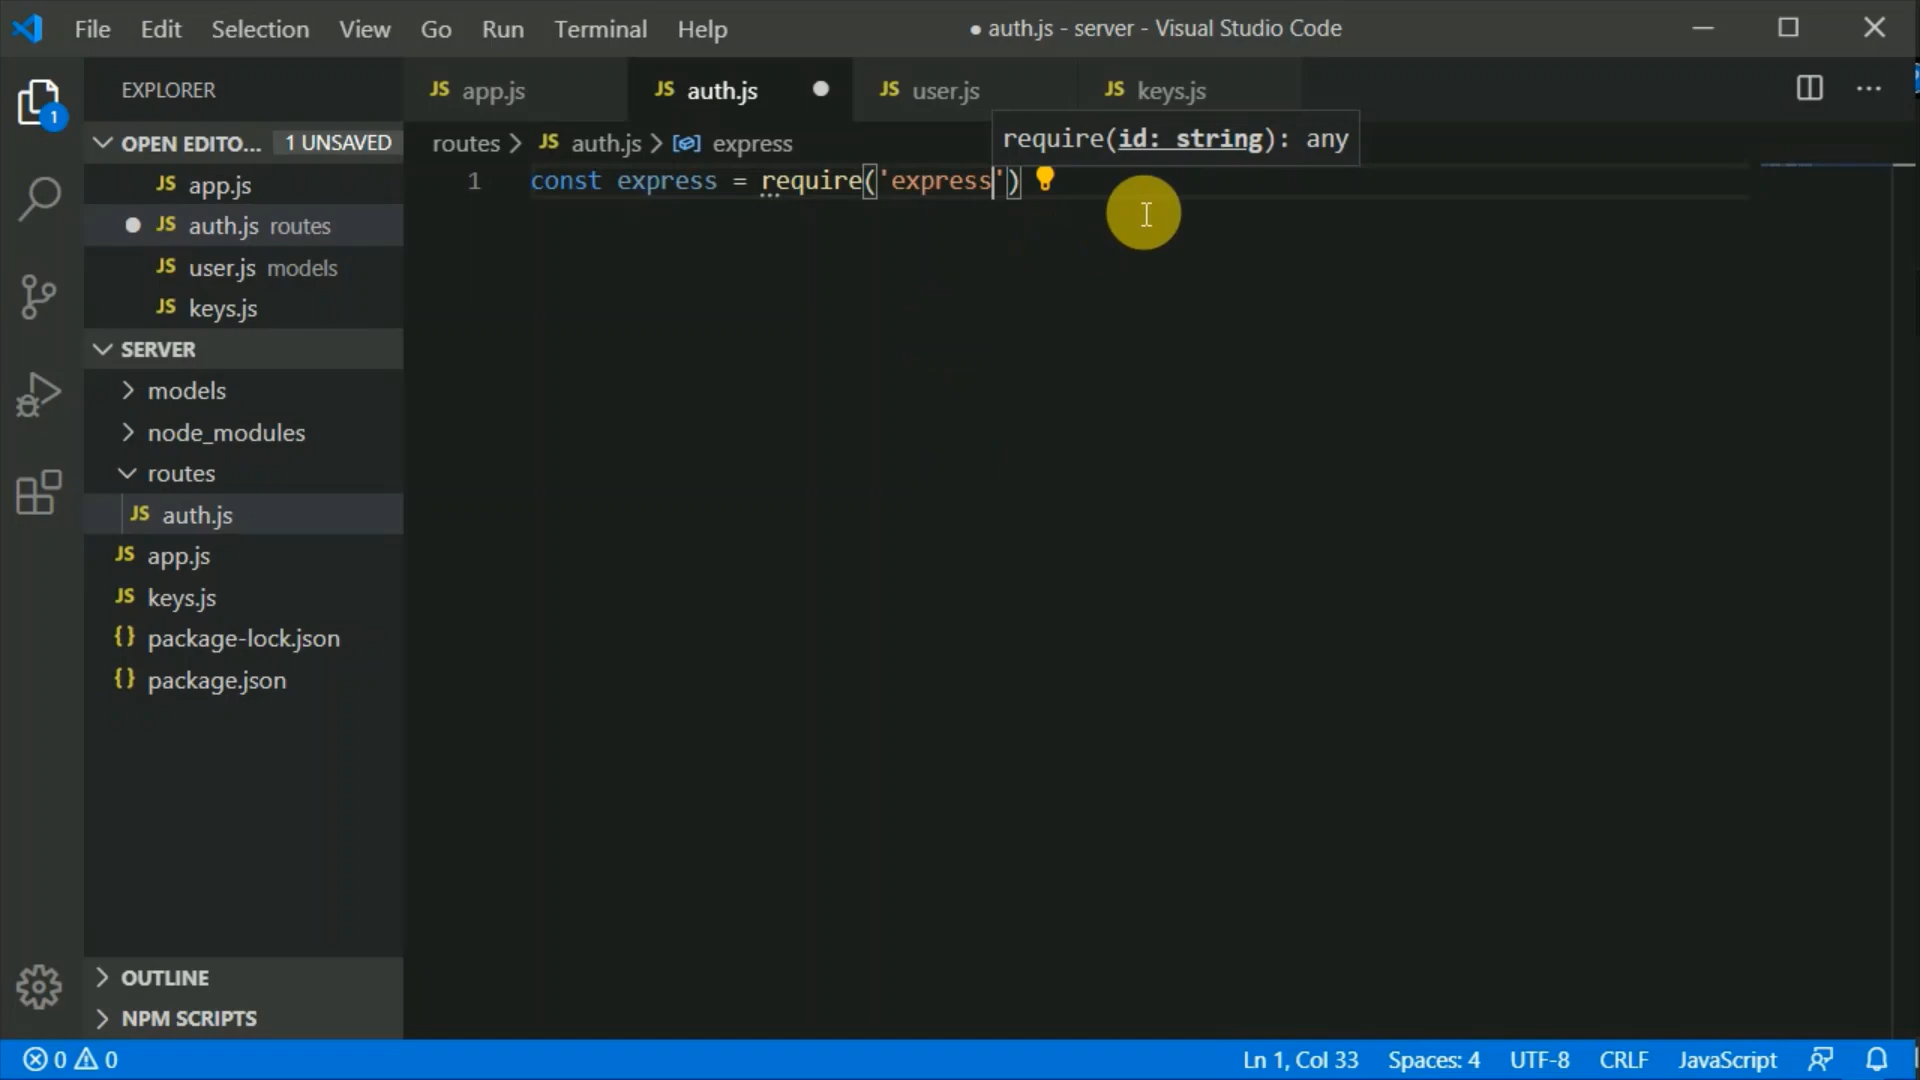 File Edit Selection View Go Run Terminal Help
● auth.js - server - Visual Studio Code
EXPLORER
1
OPEN EDITO... 1 UNSAVED
JS app.js
JS auth.js routes
JS user.js models
JS keys.js
SERVER
models
node_modules
routes
JS auth.js
JS app.js
JS keys.js
{} package-lock.json
{} package.json
OUTLINE
NPM SCRIPTS
JS app.js JS auth.js JS user.js JS keys.js
routes > JS auth.js > express
require(id: string): any
1 const express = require('express')
0 0
Ln 1, Col 33 Spaces: 4 UTF-8 CRLF JavaScript